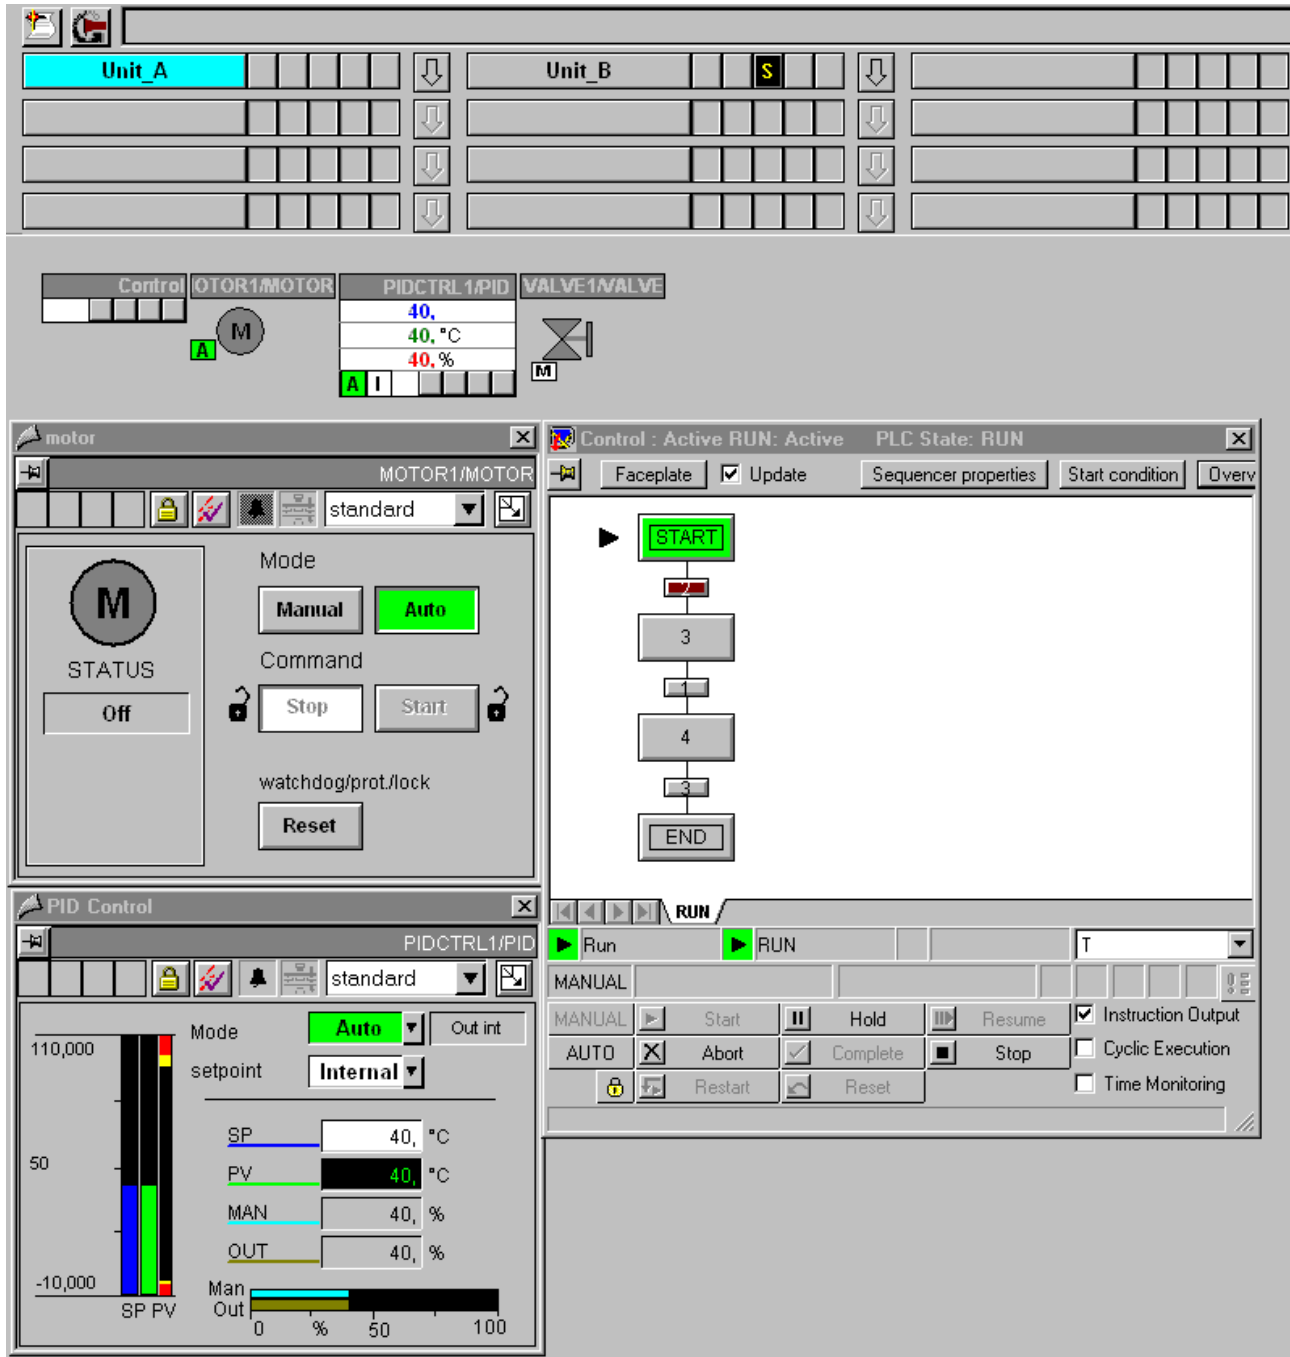 Unit_A
Unit_B S
Control OTOR1/MOTOR PIDCTRL1/PID VALVE1/VALVE
40,
M 40, °C
A 40, %
A I M
motor
MOTOR1/MOTOR
standard
Mode
M Manual Auto
STATUS Command
Off Stop Start
watchdog/prot./lock
Reset
Control : Active RUN: Active PLC State: RUN
Faceplate Update Sequencer properties Start condition Overv
START
2
3
1
4
3
END
RUN
Run RUN T
MANUAL
MANUAL Start Hold Resume Instruction Output
AUTO Abort Complete Stop Cyclic Execution
Restart Reset Time Monitoring
PID Control
PIDCTRL1/PID
standard
Mode Auto Out int
setpoint Internal
110,000
50
-10,000
SP PV
SP 40, °C
PV 40, °C
MAN 40, %
OUT 40, %
Man
Out
0 % 50 100